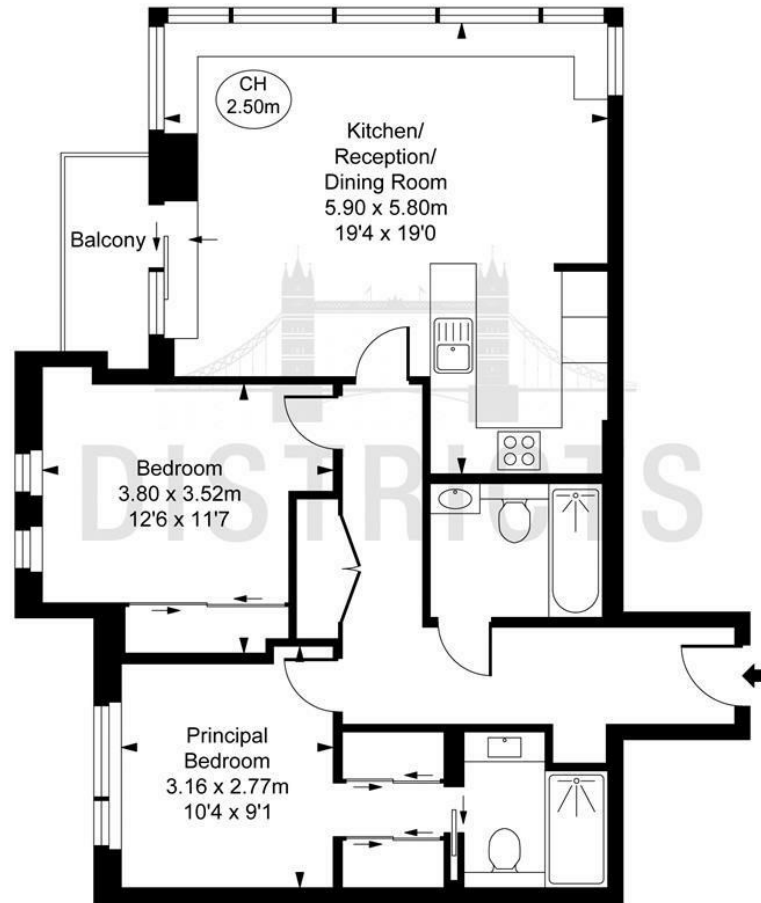 CH
2.50m
Kitchen/
Reception/
Dining Room
5.90 x 5.80m
19'4 x 19'0
Balcony
DISTRICTS
Bedroom
3.80 x 3.52m
12'6 x 11'7
Principal
Bedroom
3.16 x 2.77m
10'4 x 9'1